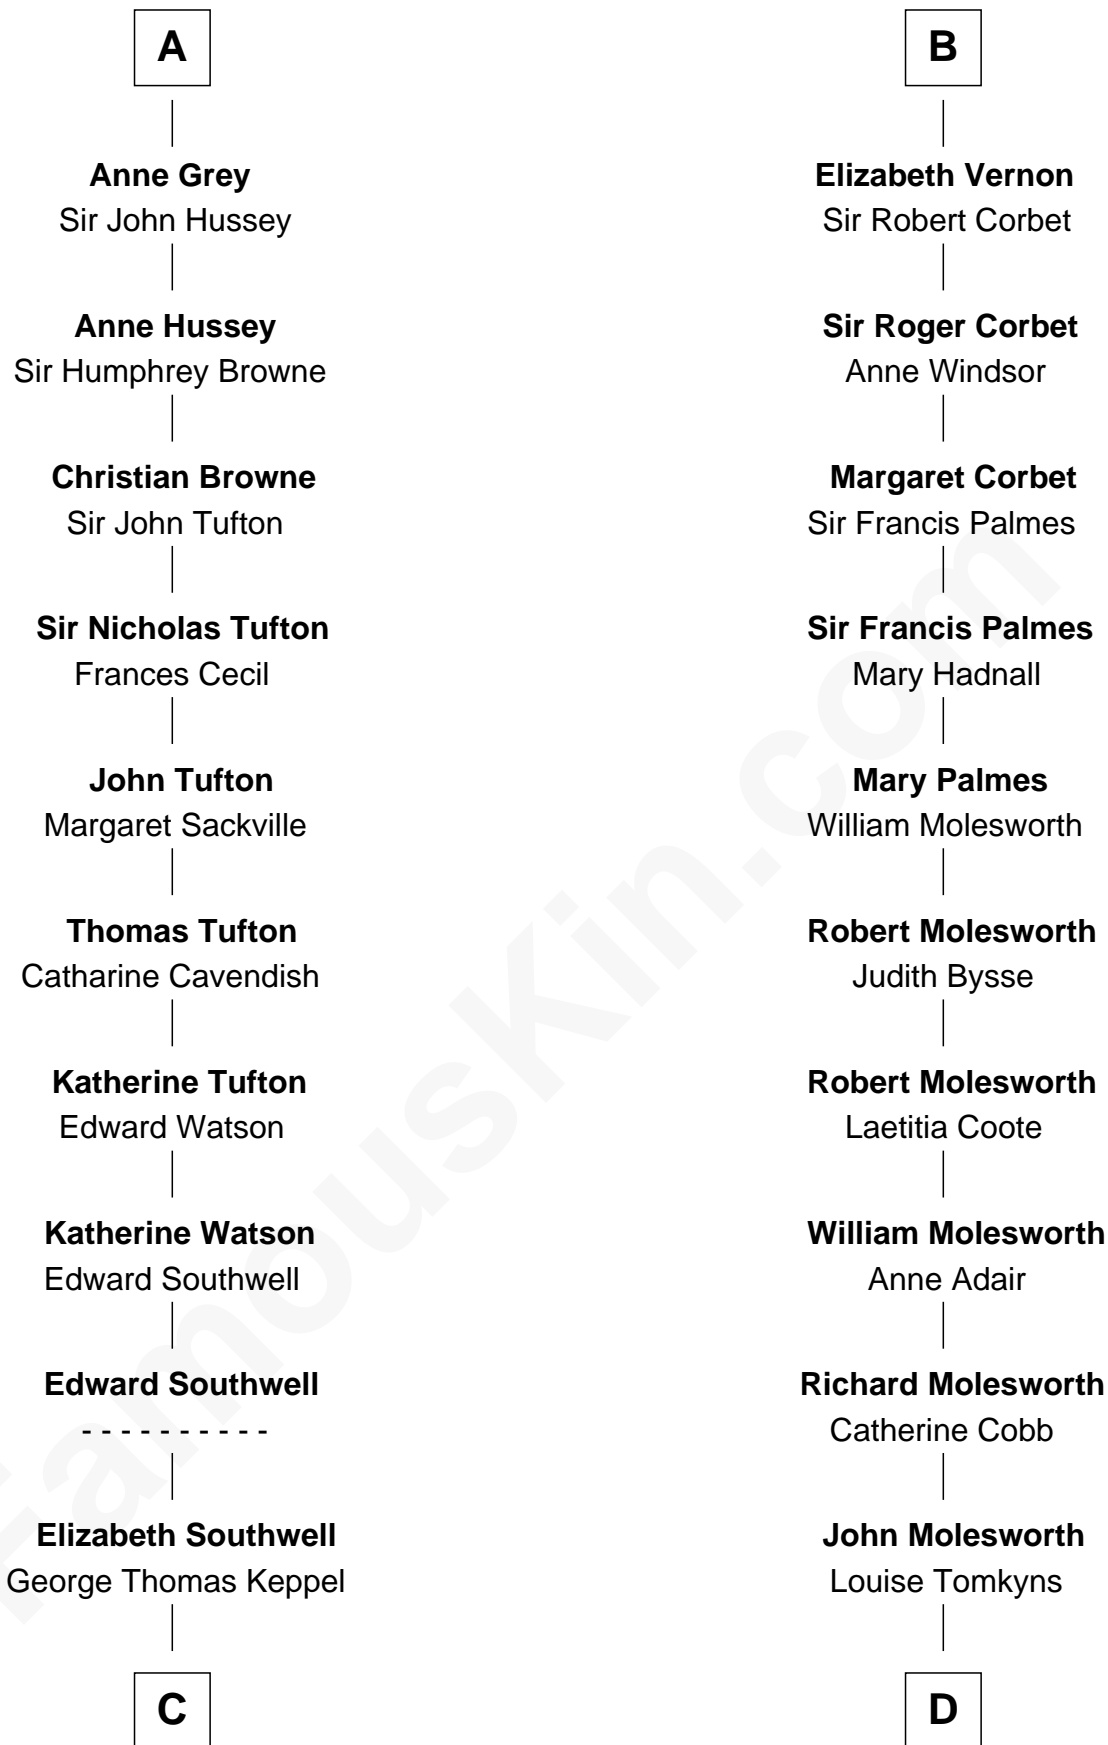 A
Anne Grey
Sir John Hussey
Anne Hussey
Sir Humphrey Browne
Christian Browne
Sir John Tufton
Sir Nicholas Tufton
Frances Cecil
John Tufton
Margaret Sackville
Thomas Tufton
Catharine Cavendish
Katherine Tufton
Edward Watson
Katherine Watson
Edward Southwell
Edward Southwell
- - - - - - - - - -
Elizabeth Southwell
George Thomas Keppel
C
B
Elizabeth Vernon
Sir Robert Corbet
Sir Roger Corbet
Anne Windsor
Margaret Corbet
Sir Francis Palmes
Sir Francis Palmes
Mary Hadnall
Mary Palmes
William Molesworth
Robert Molesworth
Judith Bysse
Robert Molesworth
Laetitia Coote
William Molesworth
Anne Adair
Richard Molesworth
Catherine Cobb
John Molesworth
Louise Tomkyns
D
FamousKin.com